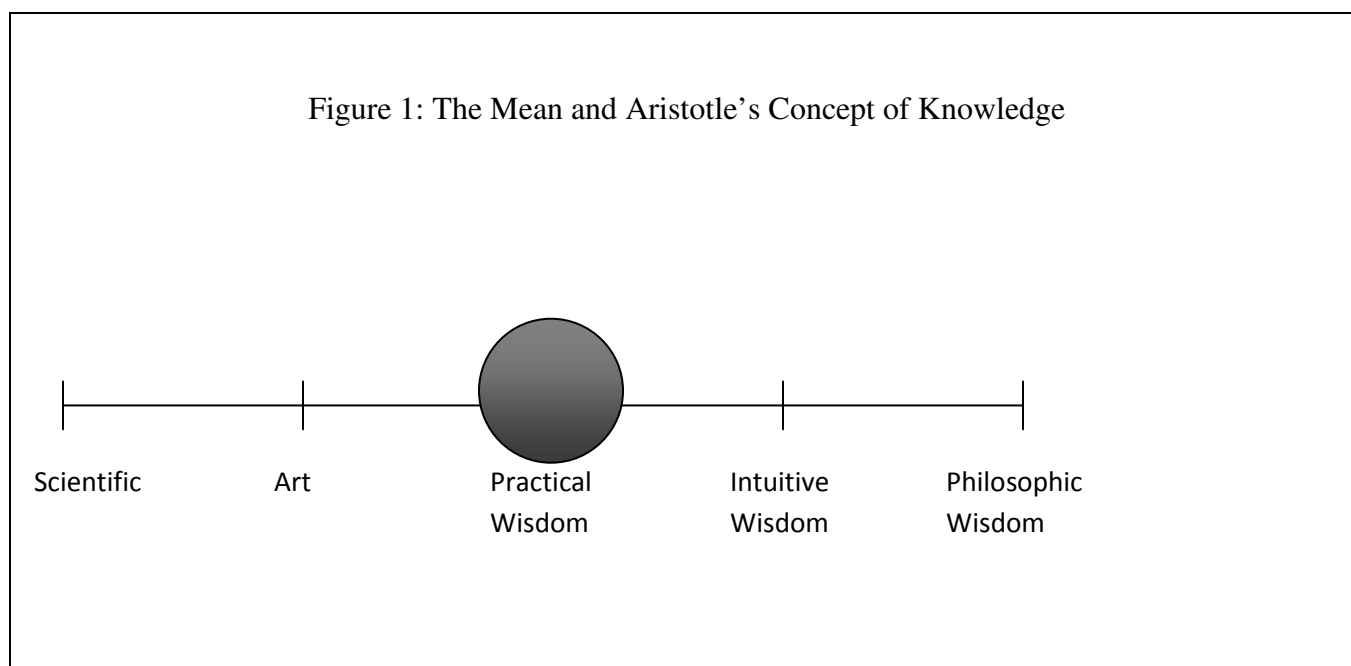 Figure 1: The Mean and Aristotle’s Concept of Knowledge
Scientific
Art
Practical
Wisdom
Intuitive
Wisdom
Philosophic
Wisdom